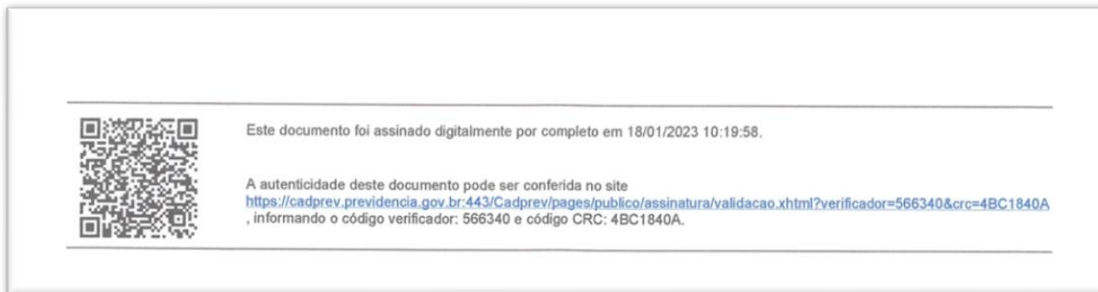 Este documento foi assinado digitalmente por completo em 18/01/2023 10:19:58.
A autenticidade deste documento pode ser conferida no site
https://cadprev.previdencia.gov.br:443/Cadprev/pages/publico/assinatura/validacao.xhtml?verificador=566340&crc=4BC1840A
, informando o código verificador: 566340 e código CRC: 4BC1840A.